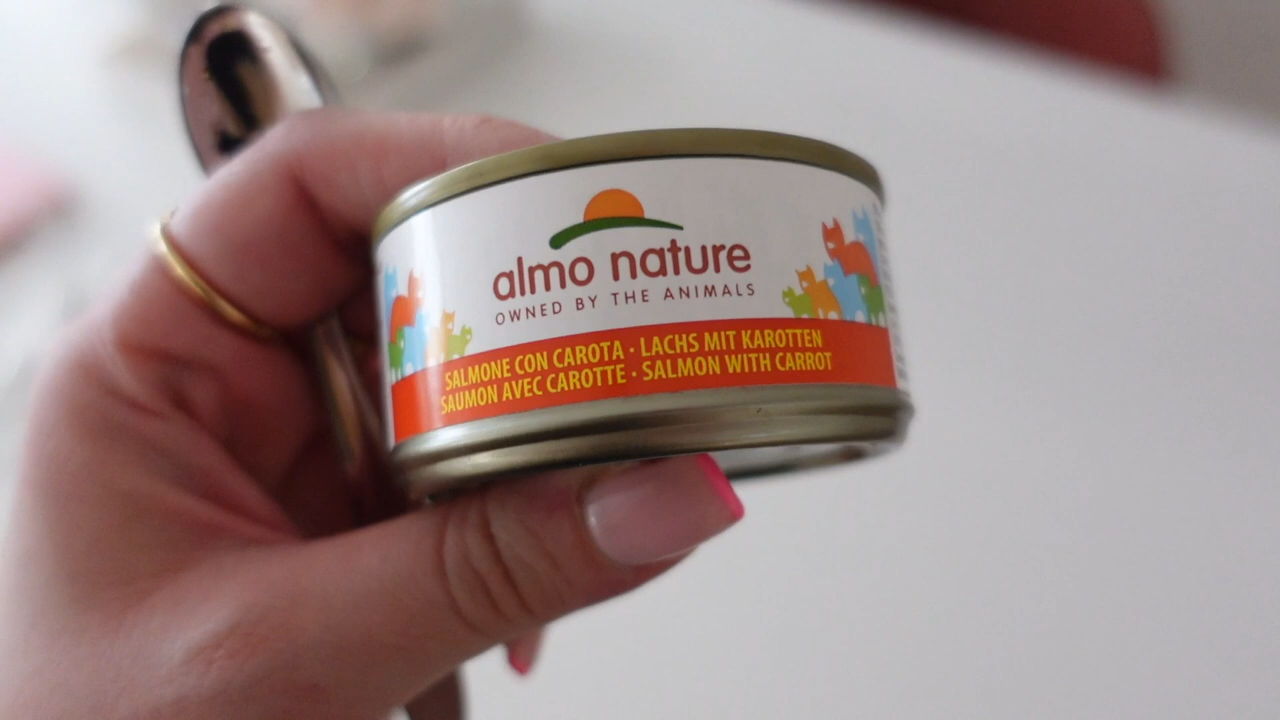 almo nature
OWNED BY THE ANIMALS
SALMONE CON CAROTA · LACHS MIT KAROTTEN
SAUMON AVEC CAROTTE · SALMON WITH CARROT